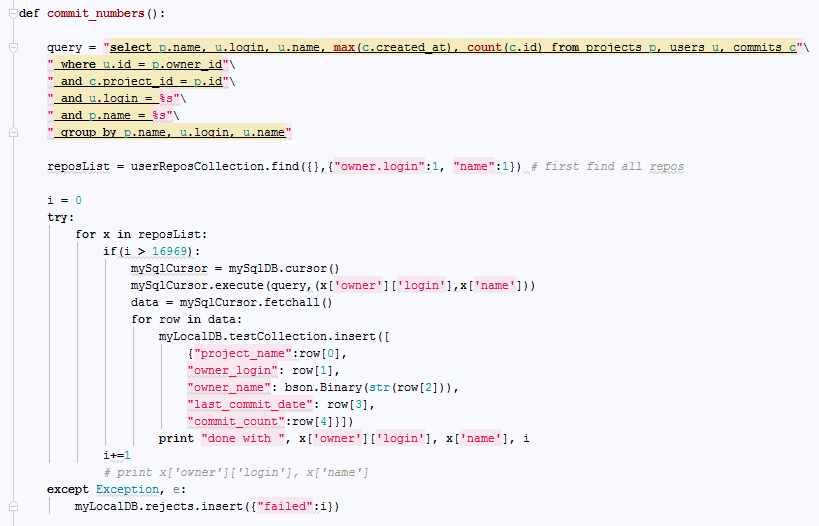 def commit_numbers():
query = "select p.name, u.login, u.name, max(c.created_at), count(c.id) from projects p, users u, commits c"\
" where u.id = p.owner_id"\
" and c.project_id = p.id"\
" and u.login = %s"\
" and p.name = %s"\
" group by p.name, u.login, u.name"
reposList = userReposCollection.find({},{"owner.login":1, "name":1}) # first find all repos
i = 0
try:
for x in reposList:
if(i > 16969):
mySqlCursor = mySqlDB.cursor()
mySqlCursor.execute(query,(x['owner']['login'],x['name']))
data = mySqlCursor.fetchall()
for row in data:
myLocalDB.testCollection.insert([
{"project_name":row[0],
"owner_login": row[1],
"owner_name": bson.Binary(str(row[2])),
"last_commit_date": row[3],
"commit_count":row[4]}])
print "done with ", x['owner']['login'], x['name'], i
i+=1
# print x['owner']['login'], x['name']
except Exception, e:
myLocalDB.rejects.insert({"failed":i})